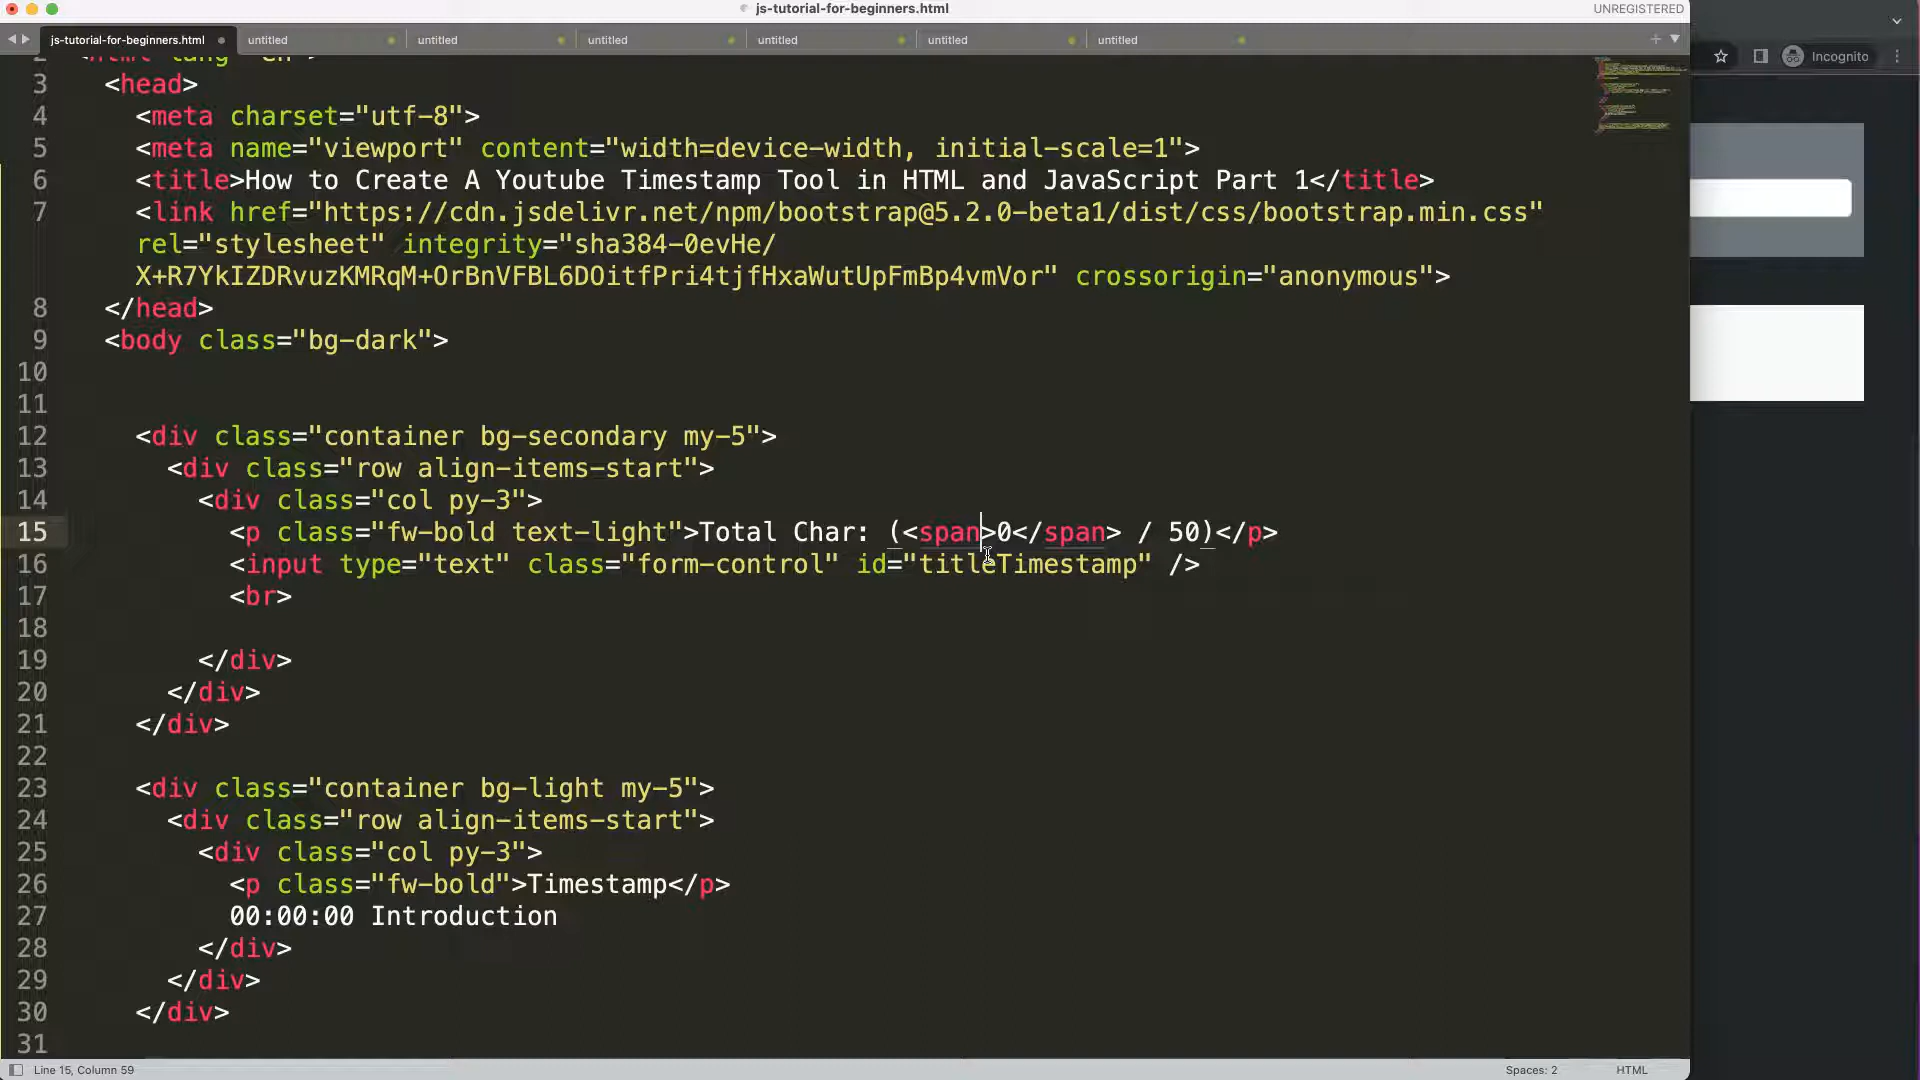 js-tutorial-for-beginners.html
UNREGISTERED
js-tutorial-for-beginners.html untitled untitled untitled untitled untitled untitled
Incognito
2 <html lang="en">
3 <head>
4 <meta charset="utf-8">
5 <meta name="viewport" content="width=device-width, initial-scale=1">
6 <title>How to Create A Youtube Timestamp Tool in HTML and JavaScript Part 1</title>
7 <link href="https://cdn.jsdelivr.net/npm/bootstrap@5.2.0-beta1/dist/css/bootstrap.min.css"
rel="stylesheet" integrity="sha384-0evHe/
X+R7YkIZDRvuzKMRqM+OrBnVFBL6DOitfPri4tjfHxaWutUpFmBp4vmVor" crossorigin="anonymous">
8 </head>
9 <body class="bg-dark">
10
11
12 <div class="container bg-secondary my-5">
13 <div class="row align-items-start">
14 <div class="col py-3">
15 <p class="fw-bold text-light">Total Char: (<span>0</span> / 50)</p>
16 <input type="text" class="form-control" id="titleTimestamp" />
17 <br>
18
19 </div>
20 </div>
21 </div>
22
23 <div class="container bg-light my-5">
24 <div class="row align-items-start">
25 <div class="col py-3">
26 <p class="fw-bold">Timestamp</p>
27 00:00:00 Introduction
28 </div>
29 </div>
30 </div>
31
Line 15, Column 59
Spaces: 2
HTML